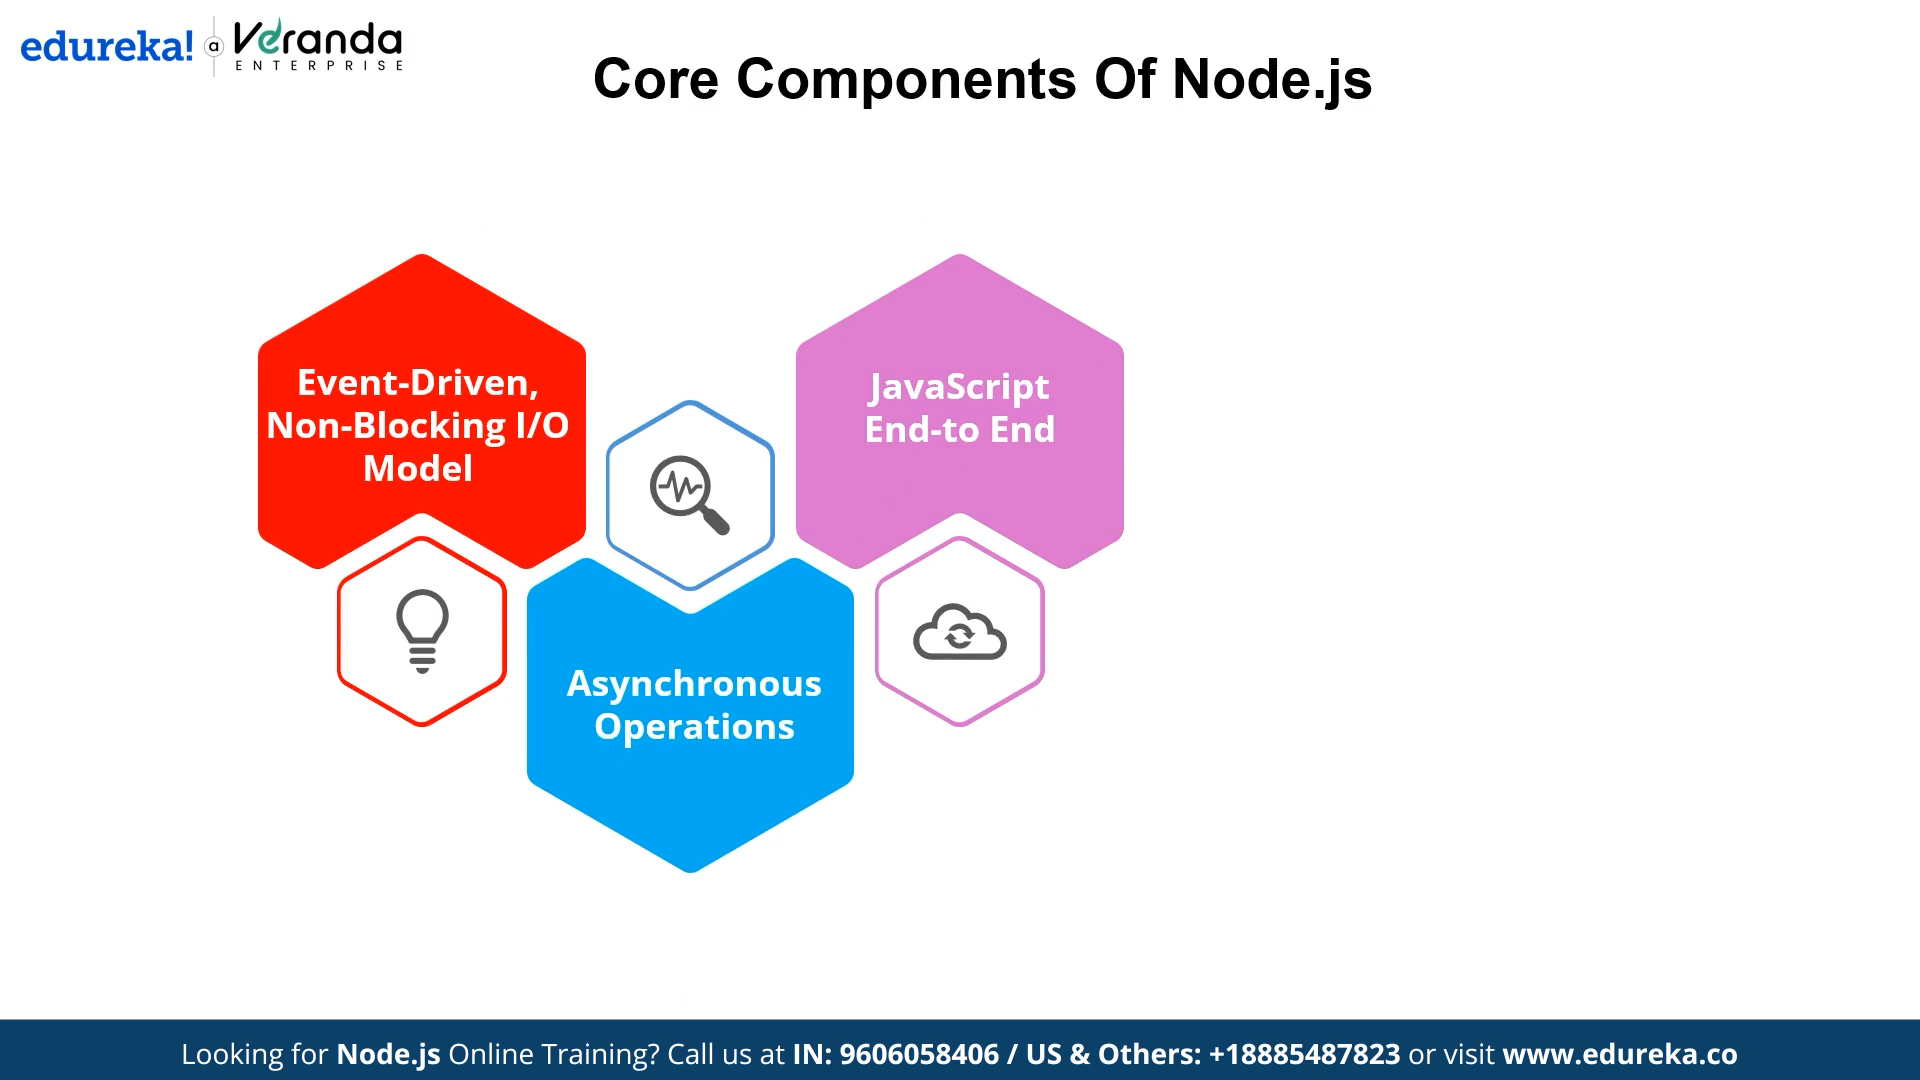 edureka! a Veranda
ENTERPRISE
Core Components Of Node.js
Event-Driven,
Non-Blocking I/O
Model
JavaScript
End-to End
Asynchronous
Operations
Looking for Node.js Online Training? Call us at IN: 9606058406 / US & Others: +18885487823 or visit www.edureka.co